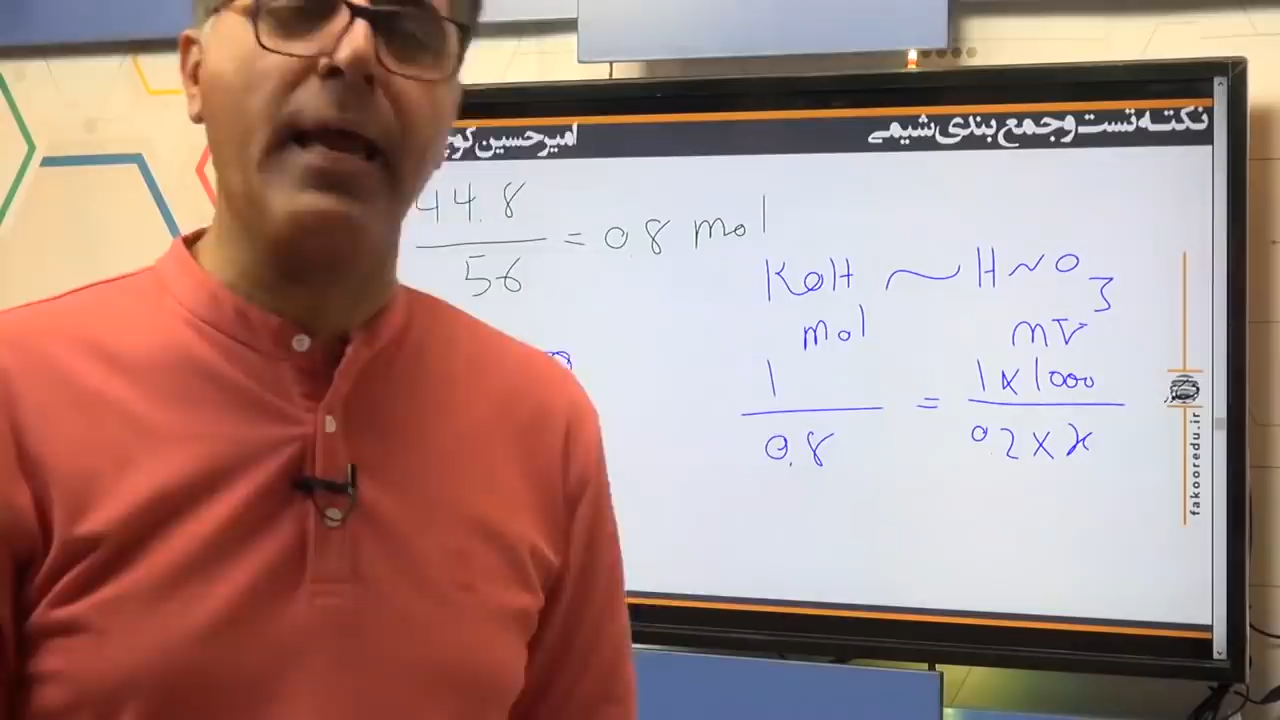 نکته تست و جمع بندی شیمی
امیرحسین
44.8
56
= 0.8 mol
KOH ~ HNO3
mol
MV
1
0.8
=
1 × 1000
0.2 × x
fakooredu.ir